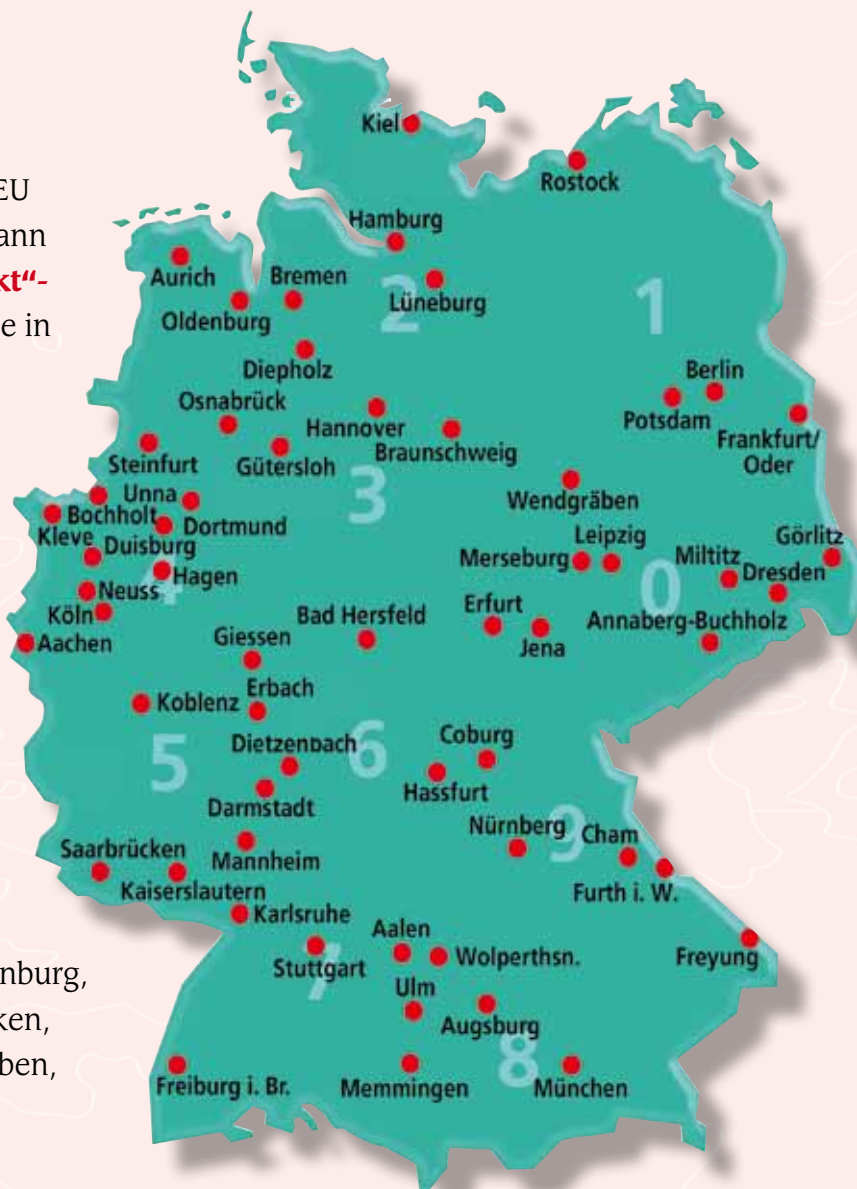 Kiel
EU
Rostock
ann
Hamburg
kt“-
Aurich
Bremen
2
Lüneburg
1
e in
Oldenburg
Diepholz
Berlin
Osnabrück
Potsdam
Hannover
Frankfurt/
Oder
Steinfurt
Gütersloh
Braunschweig
3
Wendgräben
Unna
Bochholt
Dortmund
Kleve
Duisburg
Leipzig
Görlitz
Merseburg
Miltitz
Dresden
4
Hagen
0
Neuss
Köln
Erfurt
Bad Hersfeld
Annaberg-Buchholz
Aachen
Giessen
Jena
Erbach
Koblenz
Coburg
Dietzenbach
6
5
Hassfurt
Darmstadt
Nürnberg
9
Cham
Saarbrücken
Mannheim
Kaiserslautern
Furth i. W.
Karlsruhe
Aalen
Wolperthsn.
Freyung
Stuttgart
7
nburg,
Ulm
ken,
Augsburg
8
ben,
Freiburg i. Br.
Memmingen
München